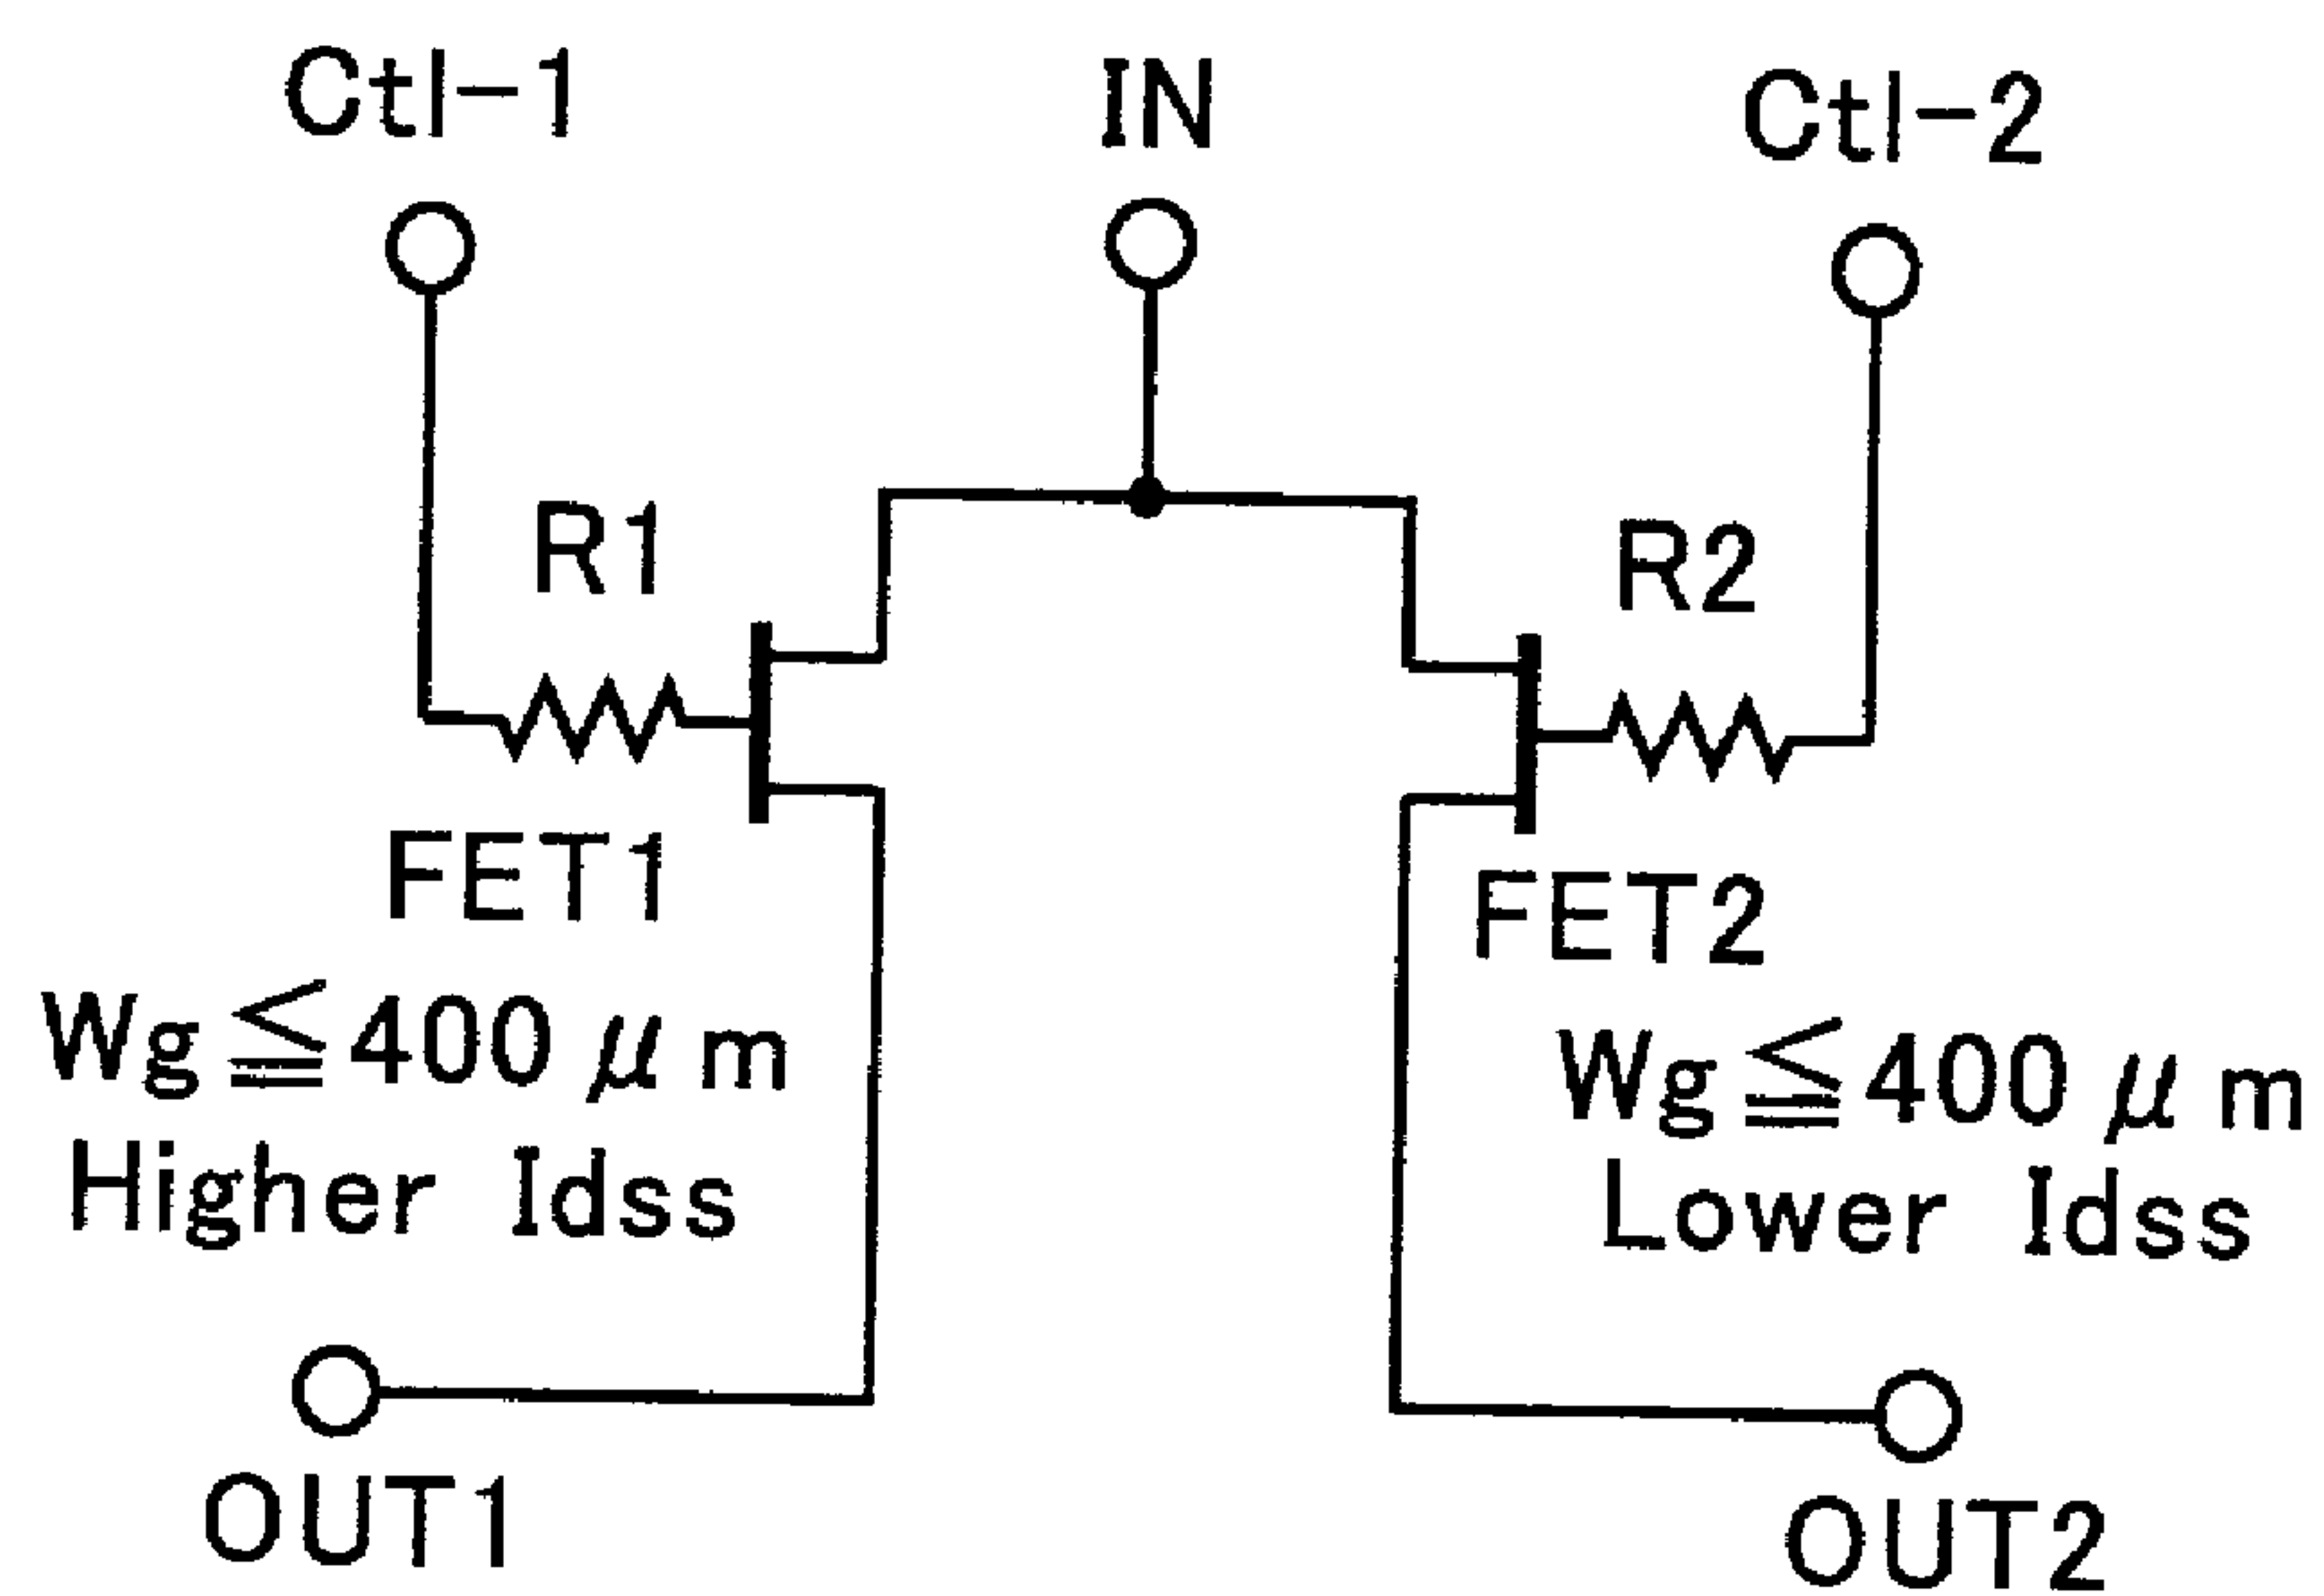 Ctl-1
IN
Ctl-2
R1
R2
FET1
FET2
Wg≦400μm
Higher Idss
Wg≦400μm
Lower Idss
OUT1
OUT2